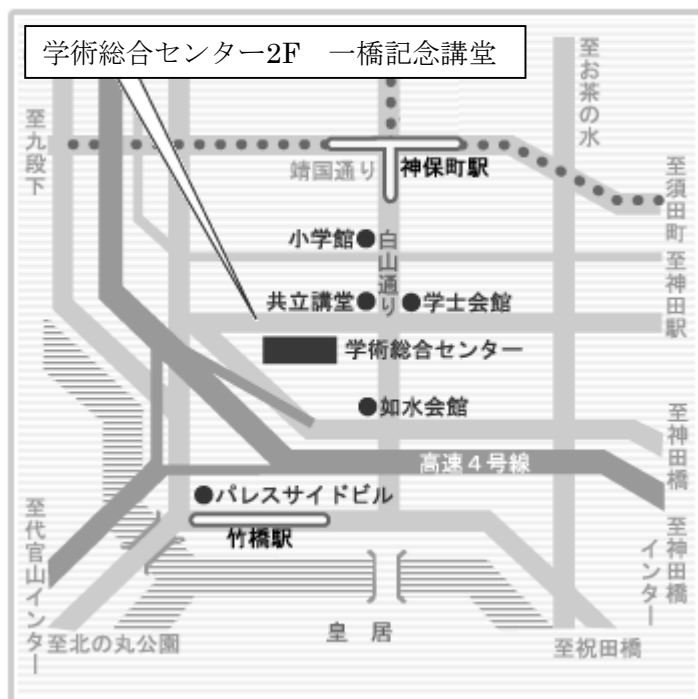 学術総合センター2F　一橋記念講堂
至お茶の水
至九段下
靖国通り
神保町駅
至須田町
小学館
白山通り
至神田駅
共立講堂
学士会館
学術総合センター
如水会館
至神田橋
高速４号線
パレスサイドビル
竹橋駅
至代官山インター
至神田橋
インター
皇居
至北の丸公園
至祝田橋